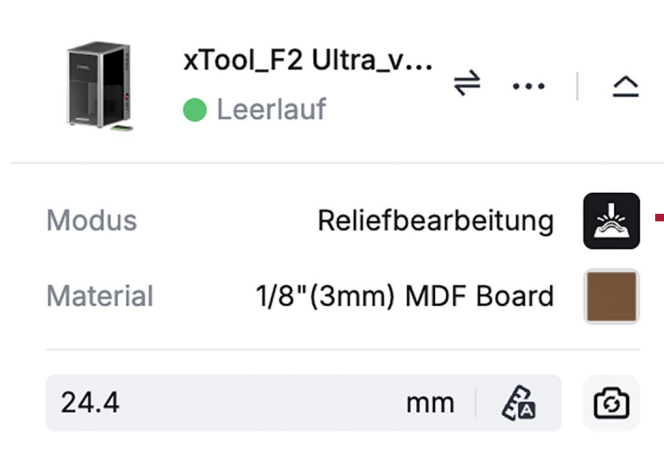 xTool_F2 Ultra_v...
Leerlauf
Modus Reliefbearbeitung
Material 1/8"(3mm) MDF Board
24.4 mm A